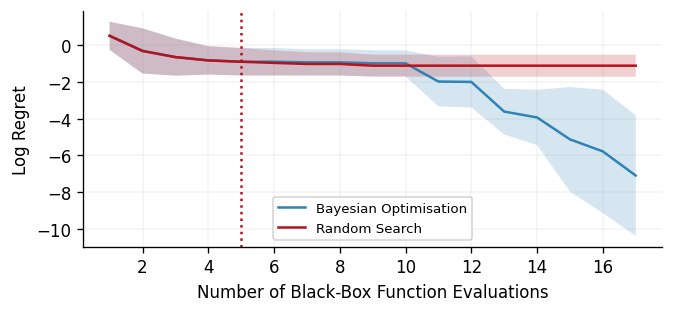 Log Regret
0
−2
−4
−6
−8
−10
Bayesian Optimisation
Random Search
2 4 6 8 10 12 14 16
Number of Black-Box Function Evaluations